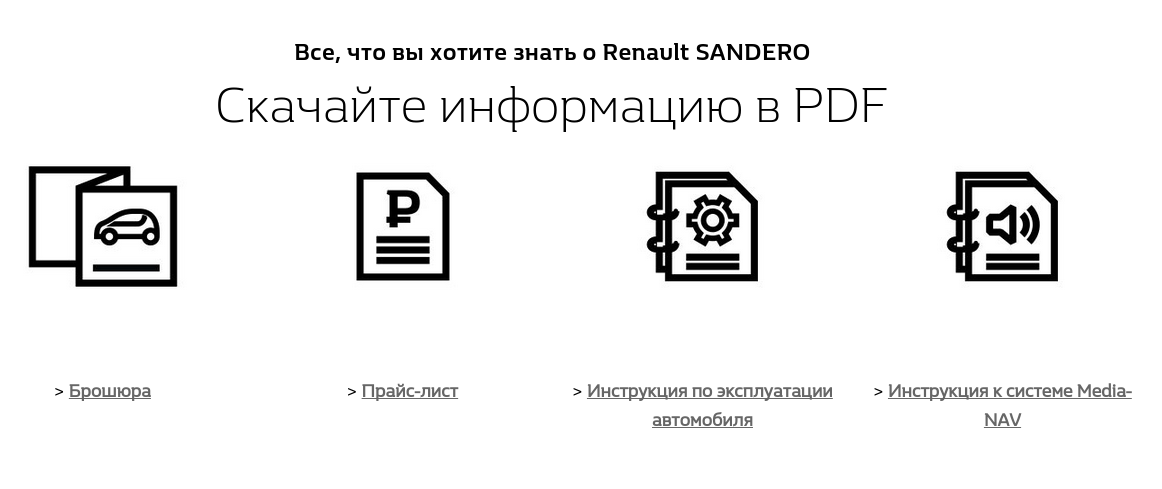 Все, что вы хотите знать о Renault SANDERO
Скачайте информацию в PDF
₽
> Брошюра
> Прайс-лист
> Инструкция по эксплуатации
автомобиля
> Инструкция к системе Media-
NAV